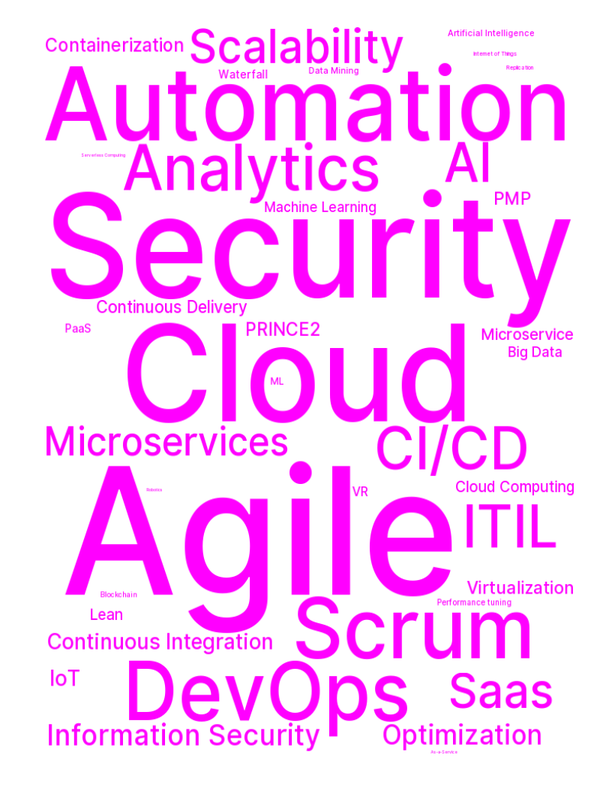 Containerization
Scalability
Artificial Intelligence
Internet of Things
Replication
Waterfall
Data Mining
Automation
Analytics
AI
Serverless Computing
PMP
Machine Learning
Security
Continuous Delivery
PaaS
PRINCE2
Microservice
Big Data
Cloud
ML
Microservices
CI/CD
Agile
VR
Cloud Computing
Robotics
ITIL
Virtualization
Blockchain
Performance tuning
Lean
Scrum
Continuous Integration
IoT
DevOps
Saas
Information Security
Optimization